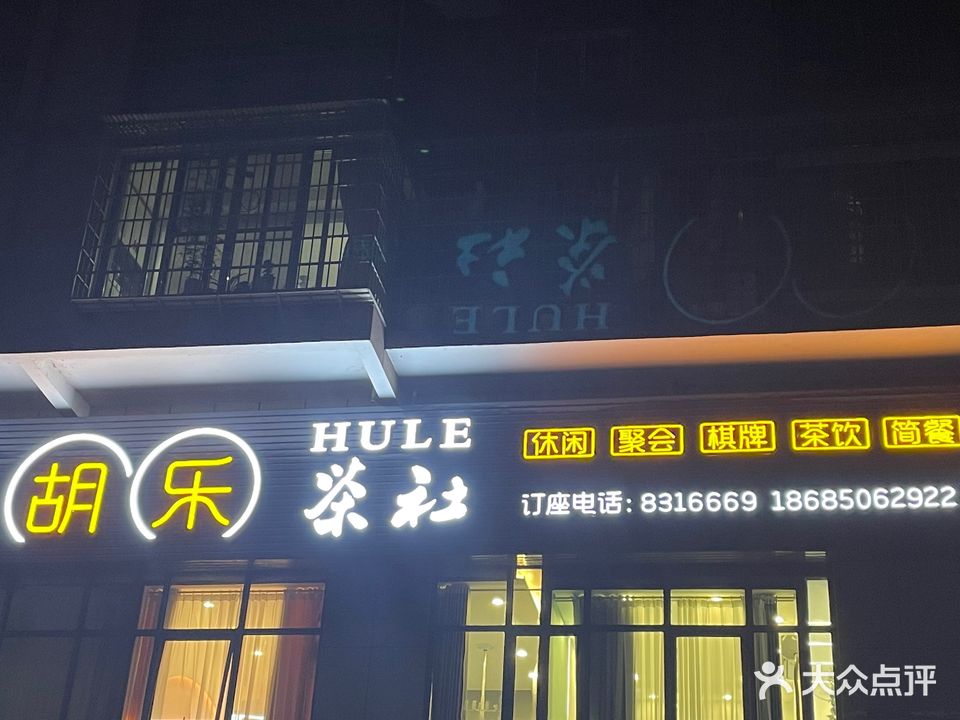 胡乐
HULE
茶社
休闲 聚会 棋牌 茶饮 简餐
订座电话: 8316669 18685062922
大众点评